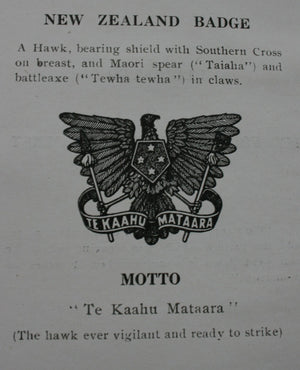 NEW ZEALAND BADGE
A Hawk, bearing shield with Southern Cross
on breast, and Maori spear ("Taiaha") and
battleaxe ("Tewha tewha") in claws.
TE KAAHU MATAARA
MOTTO
"Te Kaahu Mataara"
(The hawk ever vigilant and ready to strike)